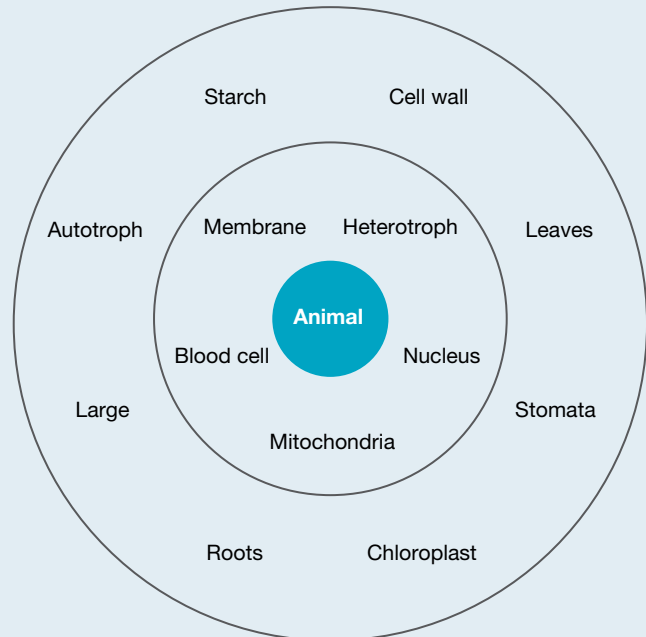 Starch
Cell wall
Autotroph
Membrane
Heterotroph
Leaves
Animal
Blood cell
Nucleus
Large
Stomata
Mitochondria
Roots
Chloroplast